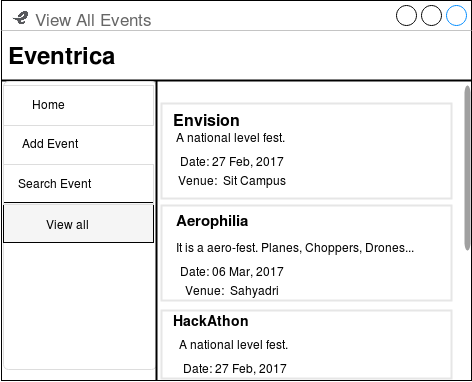 View All Events
Eventrica
Home
Add Event
Search Event
View all
Envision
A national level fest.
Date: 27 Feb, 2017
Venue: Sit Campus
Aerophilia
It is a aero-fest. Planes, Choppers, Drones...
Date: 06 Mar, 2017
Venue: Sahyadri
HackAthon
A national level fest.
Date: 27 Feb, 2017